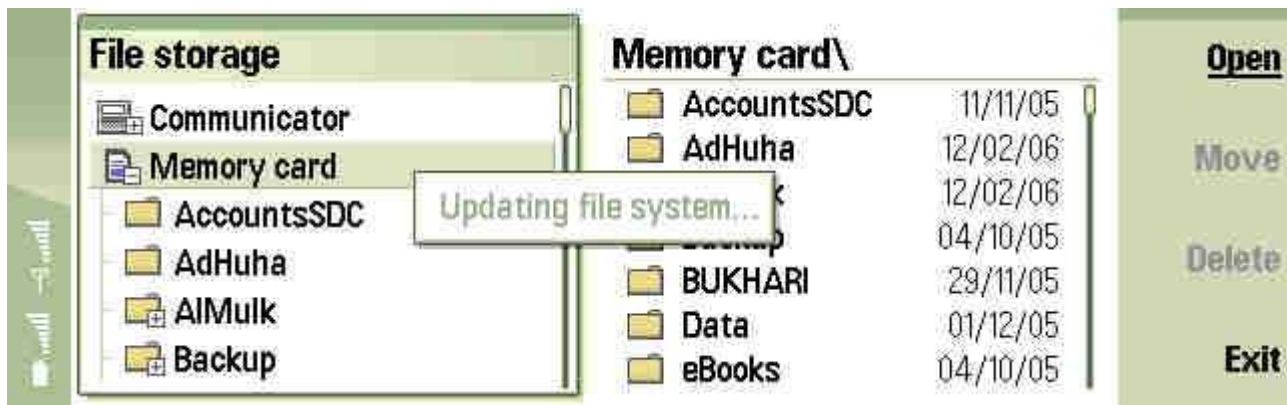 File storage
Communicator
Memory card
AccountsSDC
AdHuha
AlMulk
Backup
Memory card\
AccountsSDC 11/11/05
AdHuha 12/02/06
12/02/06
Backup 04/10/05
BUKHARI 29/11/05
Data 01/12/05
eBooks 04/10/05
Updating file system...
Open
Move
Delete
Exit